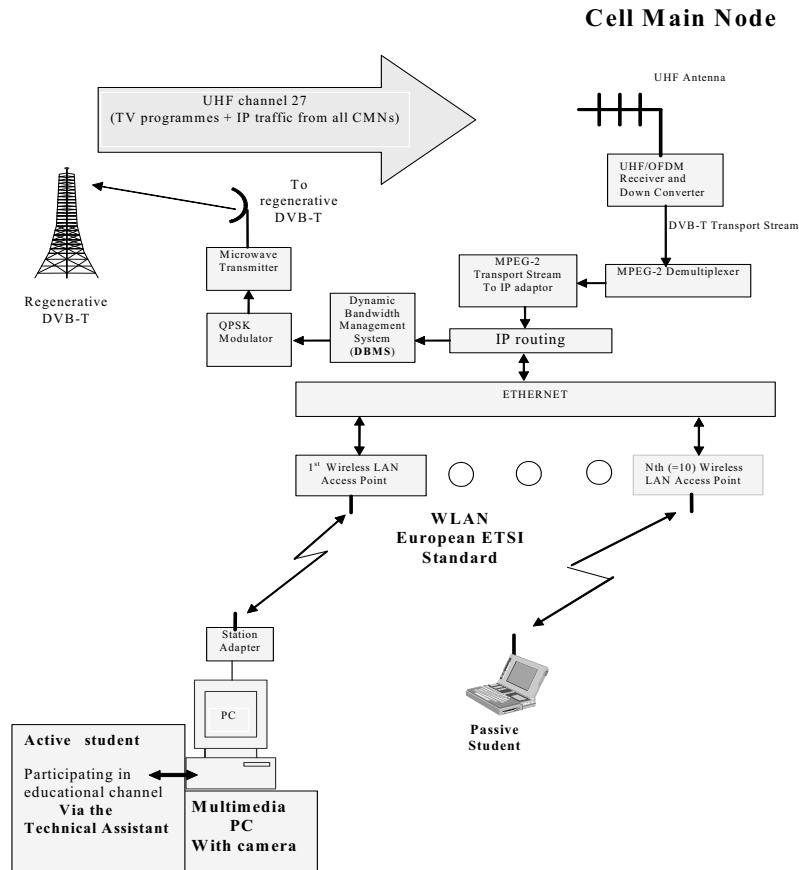 Cell Main Node
UHF Antenna
UHF channel 27
(TV programmes + IP traffic from all CMNs)
To
regenerative
DVB-T
UHF/OFDM
Receiver and
Down Converter
DVB-T Transport Stream
Regenerative
DVB-T
Microwave
Transmitter
MPEG-2
Transport Stream
To IP adaptor
MPEG-2 Demultiplexer
QPSK
Modulator
Dynamic
Bandwidth
Management
System
(DBMS)
IP routing
ETHERNET
1st Wireless LAN
Access Point
Nth (=10) Wireless
LAN Access Point
WLAN
European ETSI
Standard
Station
Adapter
PC
Passive
Student
Active student
Participating in
educational channel
Via the
Technical Assistant
Multimedia
PC
With camera